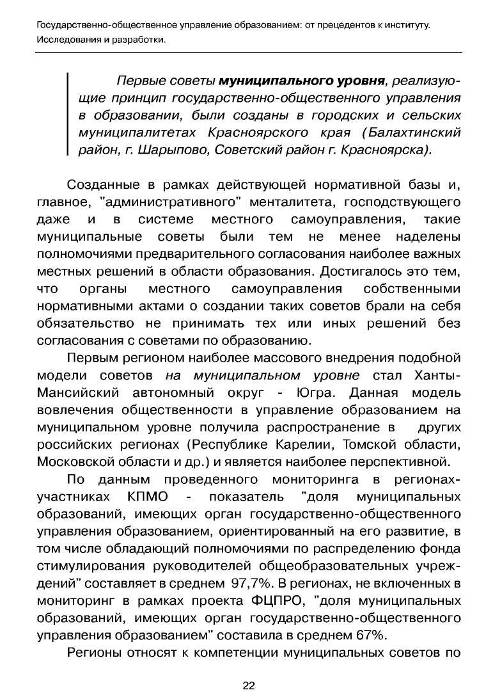 Государственно-общественное управление образованием: от прецедентов к институту.
Исследования и разработки.
Первые советы муниципального уровня, реализую-
щие принцип государственно-общественного управления
в образовании, были созданы в городских и сельских
муниципалитетах Красноярского края (Балахтинский
район, г. Шарыпово, Советский район г. Красноярска).
Созданные в рамках действующей нормативной базы и,
главное, "административного" менталитета, господствующего
даже и в системе местного самоуправления, такие
муниципальные советы были тем не менее наделены
полномочиями предварительного согласования наиболее важных
местных решений в области образования. Достигалось это тем,
что органы местного самоуправления собственными
нормативными актами о создании таких советов брали на себя
обязательство не принимать тех или иных решений без
согласования с советами по образованию.
Первым регионом наиболее массового внедрения подобной
модели советов на муниципальном уровне стал Ханты-
Мансийский автономный округ - Югра. Данная модель
вовлечения общественности в управление образованием на
муниципальном уровне получила распространение в других
российских регионах (Республике Карелии, Томской области,
Московской области и др.) и является наиболее перспективной.
По данным проведенного мониторинга в регионах-
участниках КПМО - показатель "доля муниципальных
образований, имеющих орган государственно-общественного
управления образованием, ориентированный на его развитие, в
том числе обладающий полномочиями по распределению фонда
стимулирования руководителей общеобразовательных учреж-
дений" составляет в среднем 97,7%. В регионах, не включенных в
мониторинг в рамках проекта ФЦПРО, "доля муниципальных
образований, имеющих орган государственно-общественного
управления образованием" составила в среднем 67%.
Регионы относят к компетенции муниципальных советов по
22